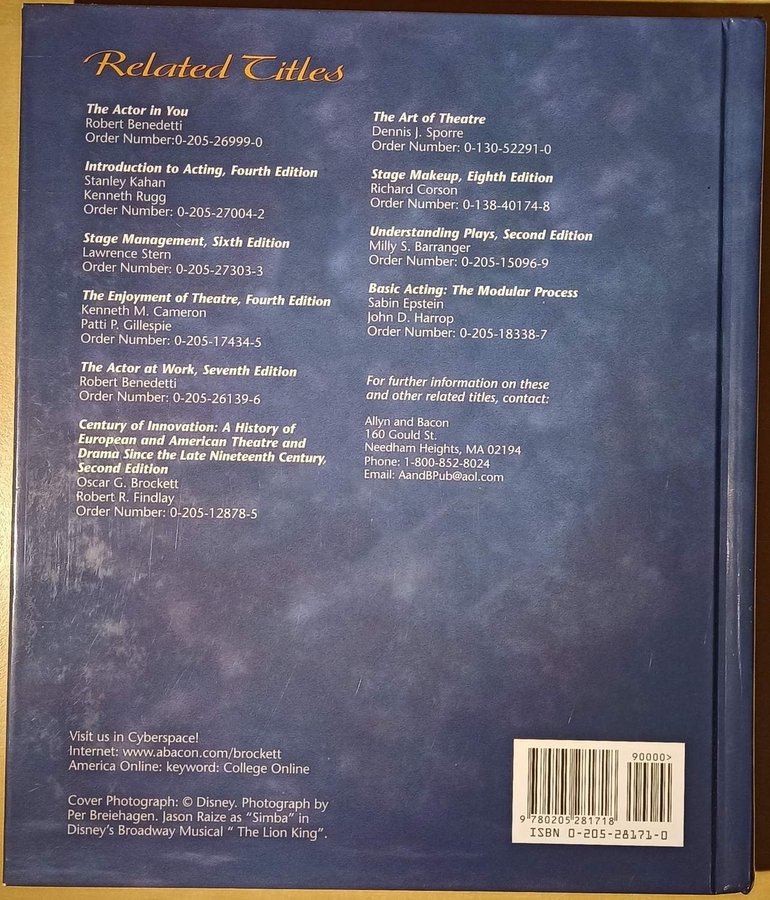 Related Titles
The Actor in You
Robert Benedetti
Order Number:0-205-26999-0
Introduction to Acting, Fourth Edition
Stanley Kahan
Kenneth Rugg
Order Number: 0-205-27004-2
Stage Management, Sixth Edition
Lawrence Stern
Order Number: 0-205-27303-3
The Enjoyment of Theatre, Fourth Edition
Kenneth M. Cameron
Patti P. Gillespie
Order Number: 0-205-17434-5
The Actor at Work, Seventh Edition
Robert Benedetti
Order Number: 0-205-26139-6
Century of Innovation: A History of
European and American Theatre and
Drama Since the Late Nineteenth Century,
Second Edition
Oscar G. Brockett
Robert R. Findlay
Order Number: 0-205-12878-5
The Art of Theatre
Dennis J. Sporre
Order Number: 0-130-52291-0
Stage Makeup, Eighth Edition
Richard Corson
Order Number: 0-138-40174-8
Understanding Plays, Second Edition
Milly S. Barranger
Order Number: 0-205-15096-9
Basic Acting: The Modular Process
Sabin Epstein
John D. Harrop
Order Number: 0-205-18338-7
For further information on these
and other related titles, contact:
Allyn and Bacon
160 Gould St.
Needham Heights, MA 02194
Phone: 1-800-852-8024
Email: AandBPub@aol.com
Visit us in Cyberspace!
Internet: www.abacon.com/brockett
America Online: keyword: College Online
Cover Photograph: © Disney. Photograph by
Per Breiehagen. Jason Raize as "Simba" in
Disney's Broadway Musical " The Lion King".
90000>
9 780205 281718
ISBN 0-205-28171-0